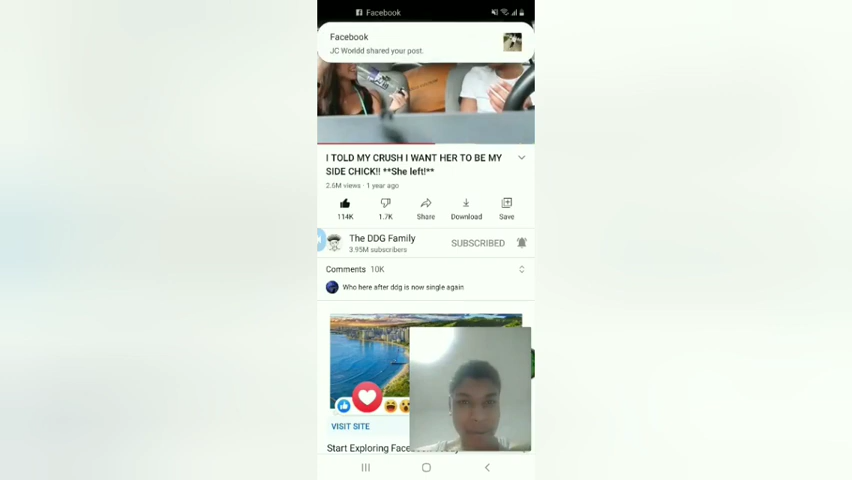 Facebook
Facebook
JC Worldd shared your post.
I TOLD MY CRUSH I WANT HER TO BE MY
SIDE CHICK!! **She left!**
2.6M views · 1 year ago
114K
1.7K
Share
Download
Save
The DDG Family
3.95M subscribers
SUBSCRIBED
Comments 10K
Who here after ddg is now single again
VISIT SITE
Start Exploring